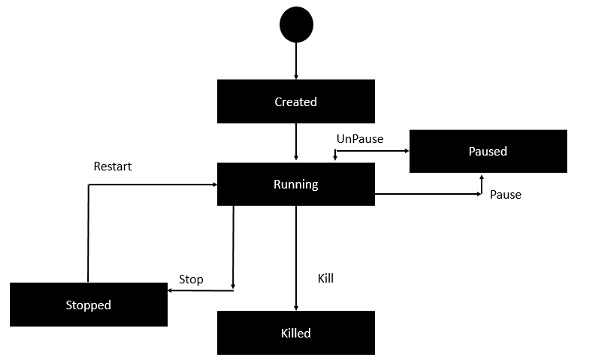 Created
UnPause
Paused
Restart
Running
Pause
Stop
Kill
Stopped
Killed